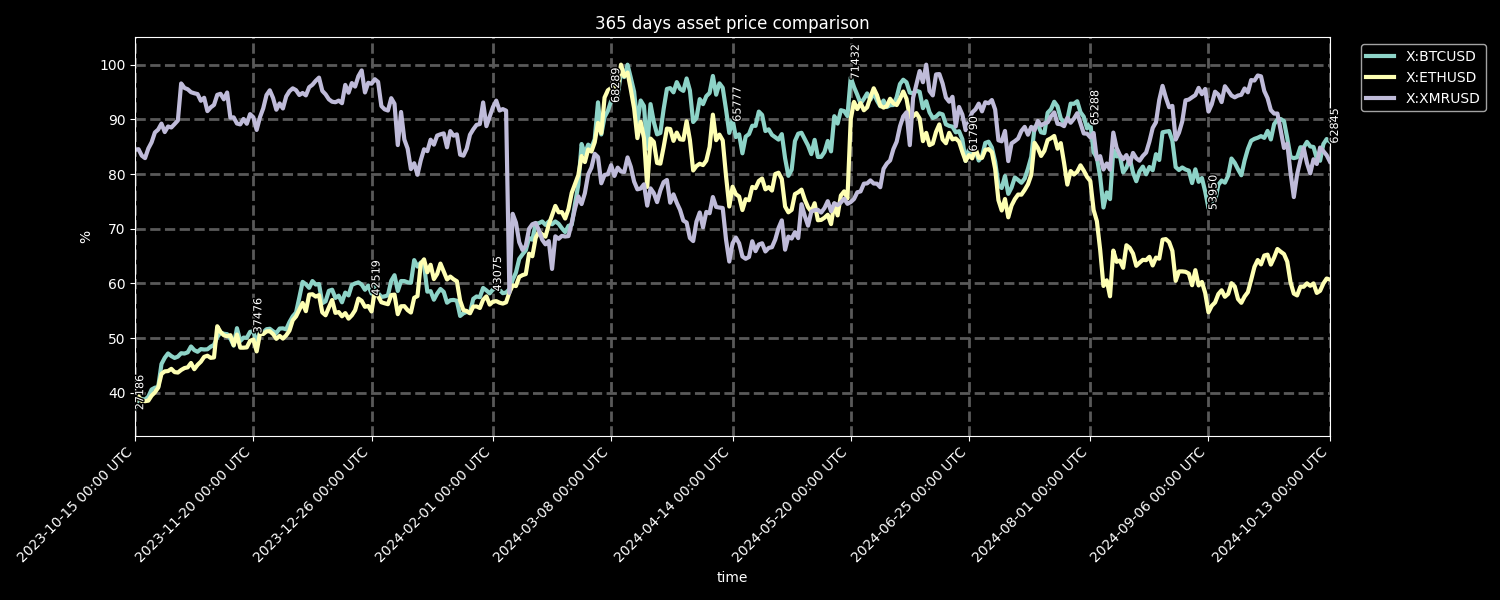 365 days asset price comparison
X:BTCUSD
X:ETHUSD
X:XMRUSD
100
90
80
70
60
50
40
%
27186
37476
42519
43075
68289
65777
71432
61790
65288
53950
62845
2023-10-15 00:00 UTC
2023-11-20 00:00 UTC
2023-12-26 00:00 UTC
2024-02-01 00:00 UTC
2024-03-08 00:00 UTC
2024-04-14 00:00 UTC
2024-05-20 00:00 UTC
2024-06-25 00:00 UTC
2024-08-01 00:00 UTC
2024-09-06 00:00 UTC
2024-10-13 00:00 UTC
time